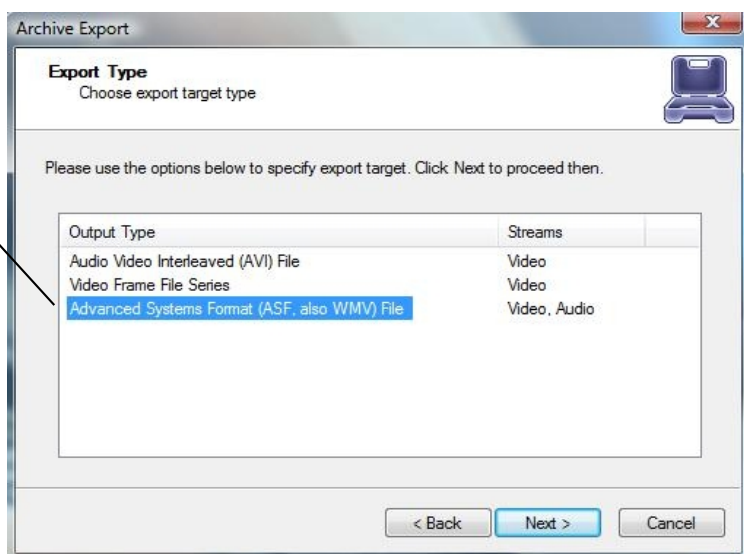 Archive Export
Export Type
Choose export target type
Please use the options below to specify export target. Click Next to proceed then.
Output Type Streams
Audio Video Interleaved (AVI) File Video
Video Frame File Series Video
Advanced Systems Format (ASF, also WMV) File Video, Audio
< Back Next > Cancel